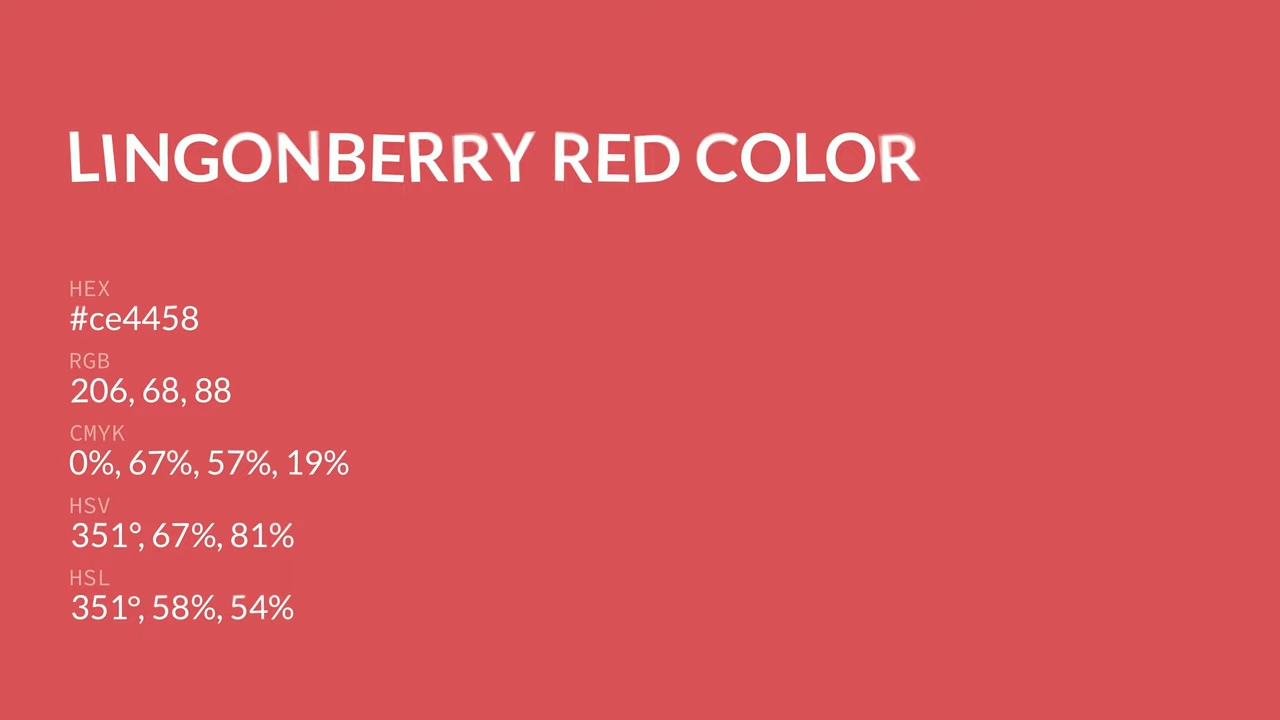 LINGONBERRY RED COLOR
HEX
#ce4458
RGB
206, 68, 88
CMYK
0%, 67%, 57%, 19%
HSV
351°, 67%, 81%
HSL
351°, 58%, 54%